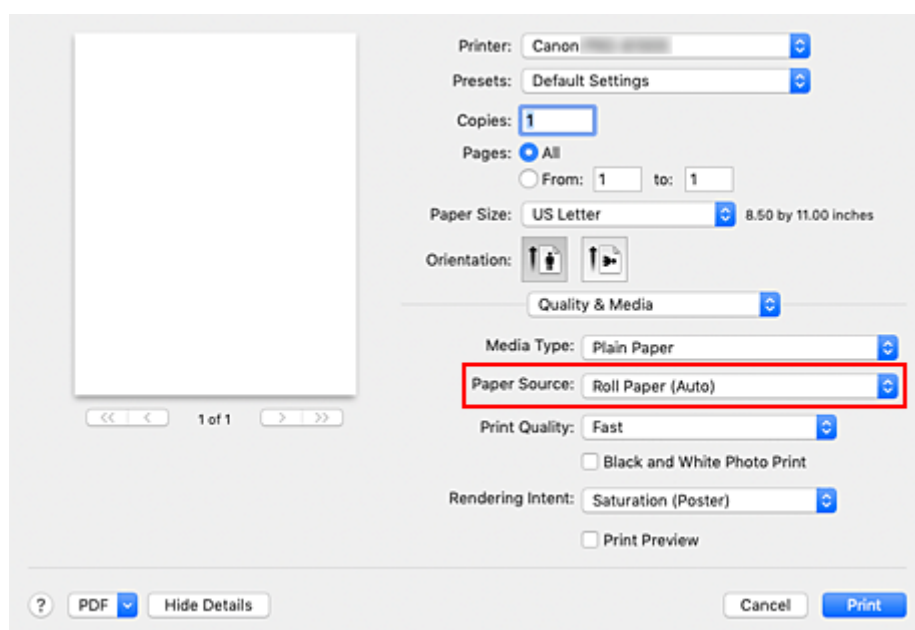 Printer: Canon
Presets: Default Settings
Copies: 1
Pages: All
From: 1 to: 1
Paper Size: US Letter 8.50 by 11.00 inches
Orientation:
Quality & Media
Media Type: Plain Paper
Paper Source: Roll Paper (Auto)
1 of 1
Print Quality: Fast
Black and White Photo Print
Rendering Intent: Saturation (Poster)
Print Preview
? PDF Hide Details Cancel Print